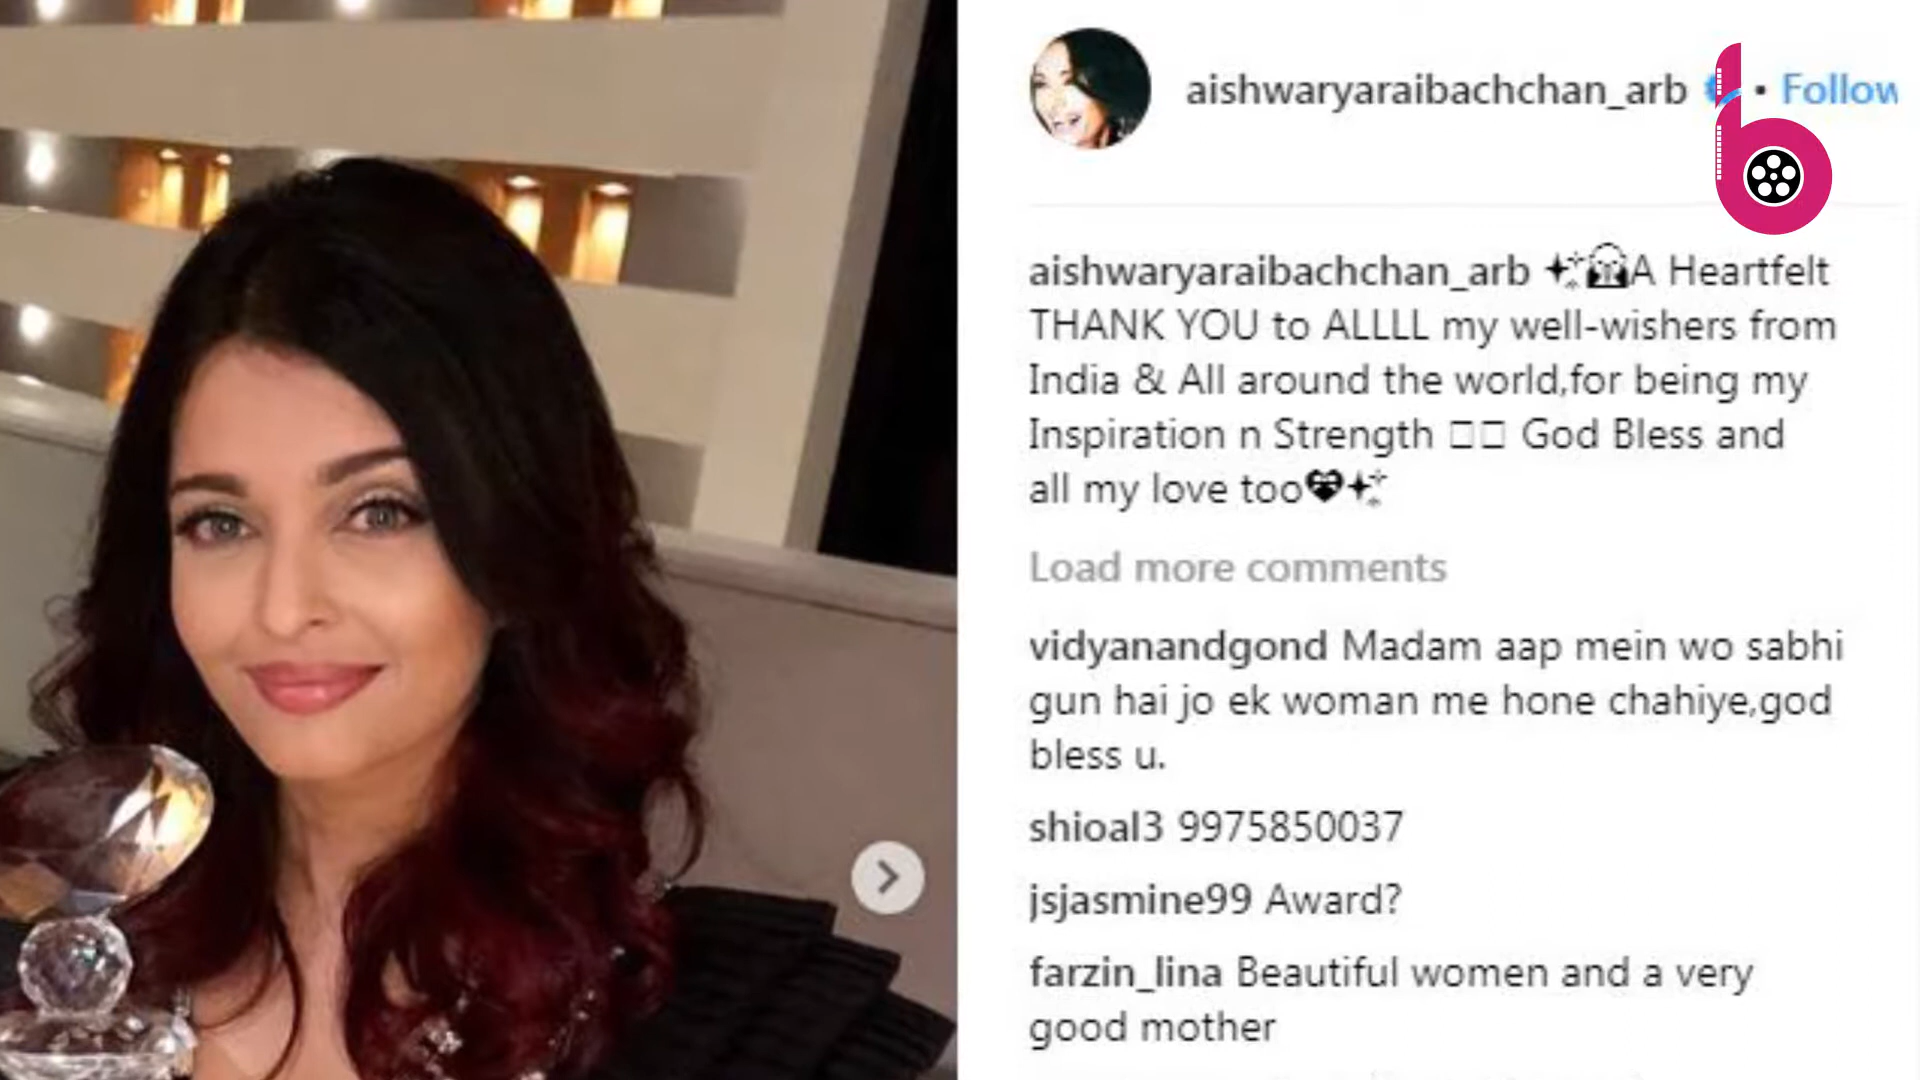 aishwaryaraibachchan_arb • Follow
aishwaryaraibachchan_arb A Heartfelt
THANK YOU to ALLLL my well-wishers from
India & All around the world,for being my
Inspiration n Strength □□ God Bless and
all my love too
Load more comments
vidyanandgond Madam aap mein wo sabhi
gun hai jo ek woman me hone chahiye,god
bless u.
shioal3 9975850037
jsjasmine99 Award?
farzin_lina Beautiful women and a very
good mother